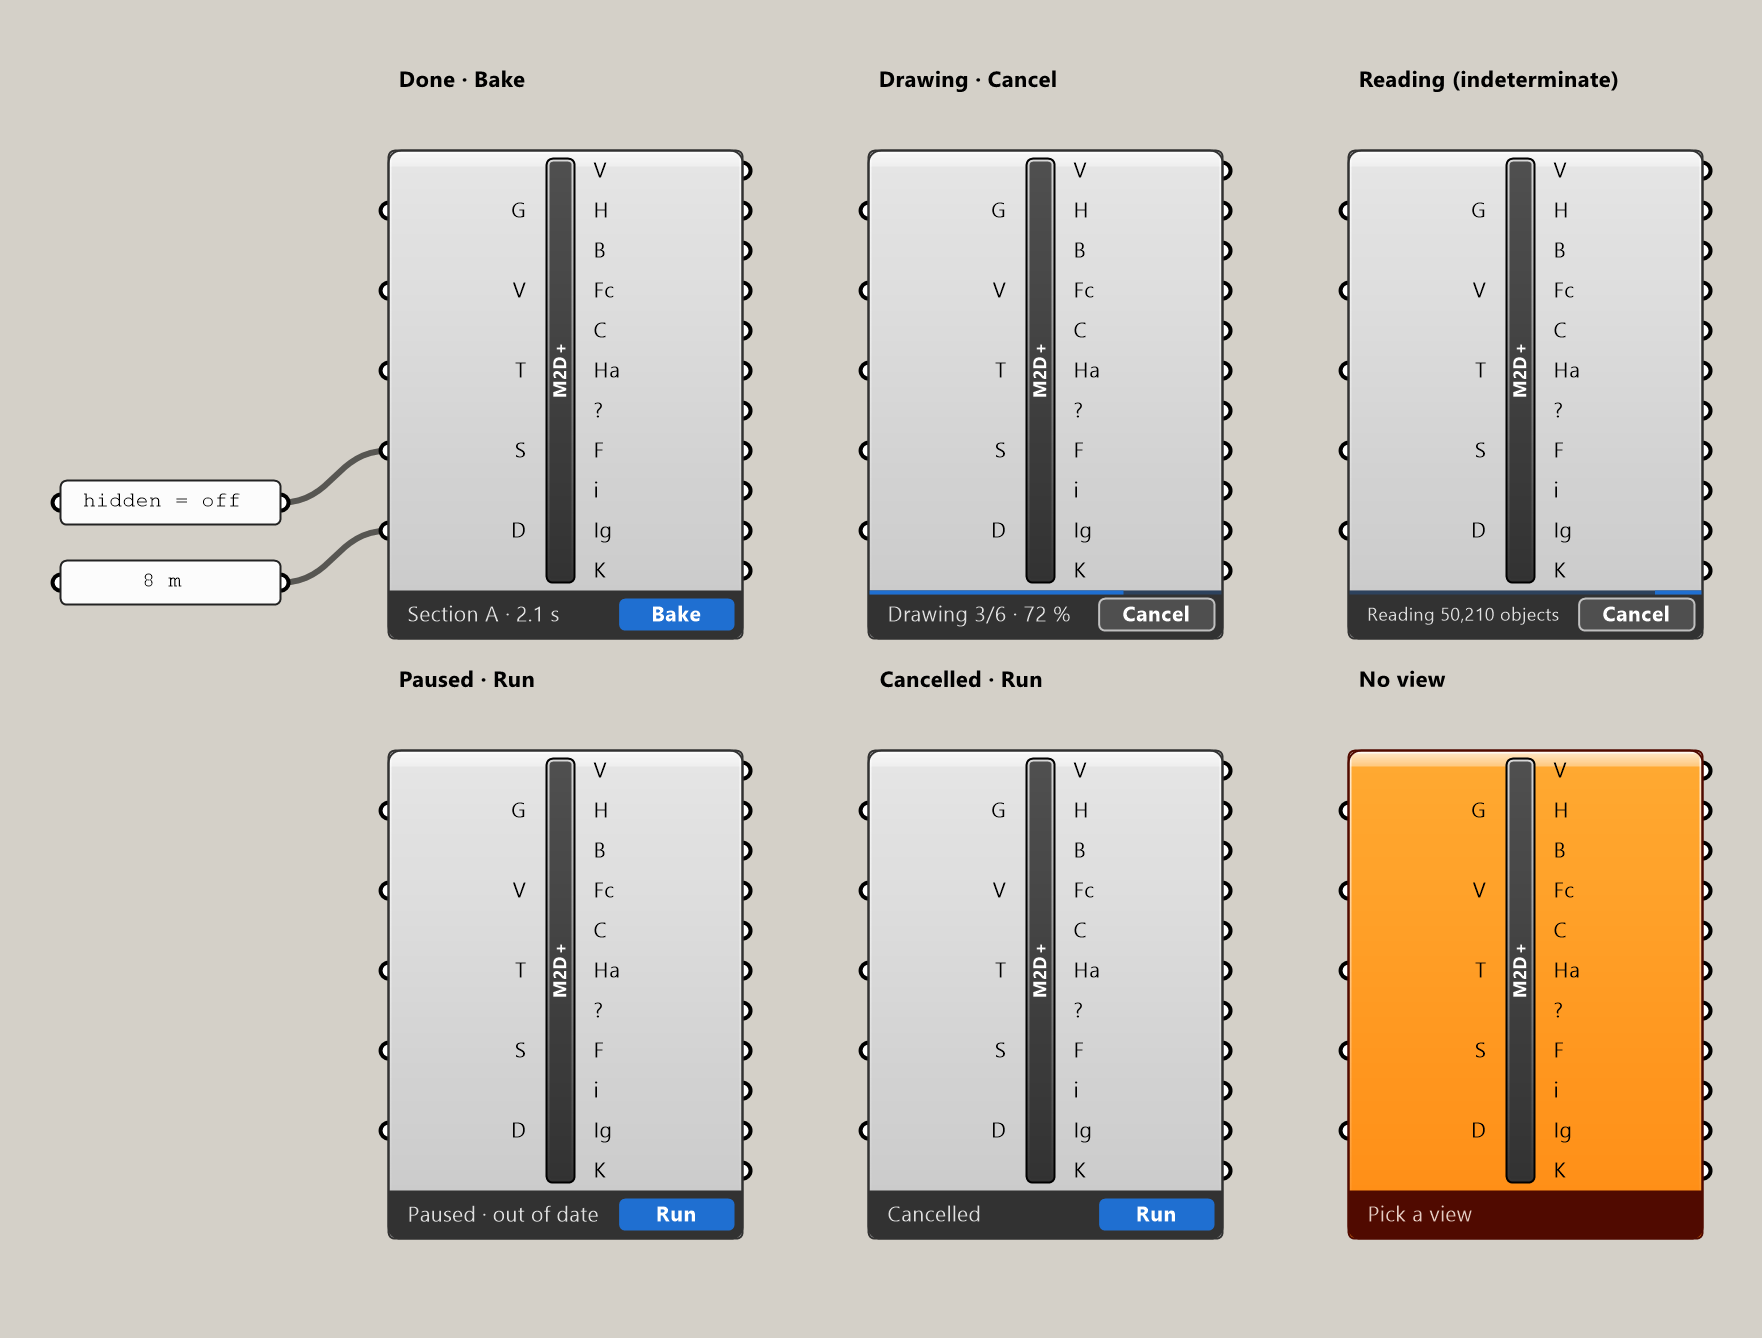 Done · Bake
V
G
H
B
V
Fc
C
T
Ha
?
S
F
i
D
Ig
K
M2D+
hidden = off
8 m
Section A · 2.1 s
Bake
Drawing · Cancel
V
G
H
B
V
Fc
C
T
Ha
?
S
F
i
D
Ig
K
M2D+
Drawing 3/6 · 72 %
Cancel
Reading (indeterminate)
V
G
H
B
V
Fc
C
T
Ha
?
S
F
i
D
Ig
K
M2D+
Reading 50,210 objects
Cancel
Paused · Run
V
G
H
B
V
Fc
C
T
Ha
?
S
F
i
D
Ig
K
M2D+
Paused · out of date
Run
Cancelled · Run
V
G
H
B
V
Fc
C
T
Ha
?
S
F
i
D
Ig
K
M2D+
Cancelled
Run
No view
V
G
H
B
V
Fc
C
T
Ha
?
S
F
i
D
Ig
K
M2D+
Pick a view